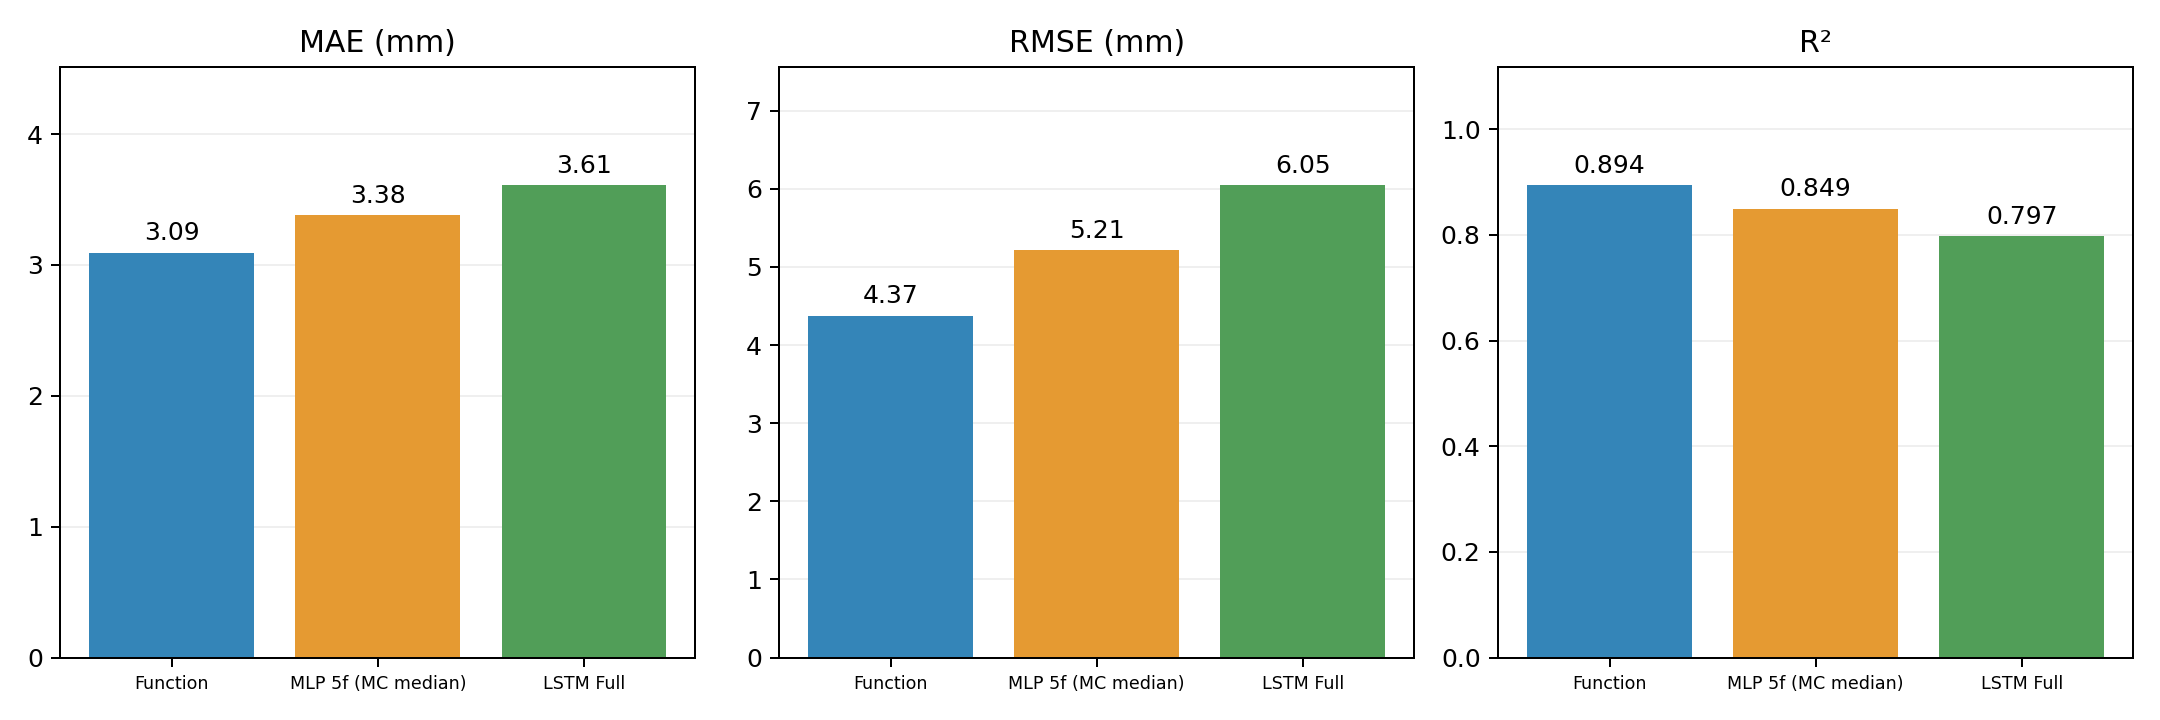 MAE (mm)
4
3
2
1
0
3.09
3.38
3.61
Function
MLP 5f (MC median)
LSTM Full
RMSE (mm)
7
6
5
4
3
2
1
0
4.37
5.21
6.05
Function
MLP 5f (MC median)
LSTM Full
R²
1.0
0.8
0.6
0.4
0.2
0.0
0.894
0.849
0.797
Function
MLP 5f (MC median)
LSTM Full